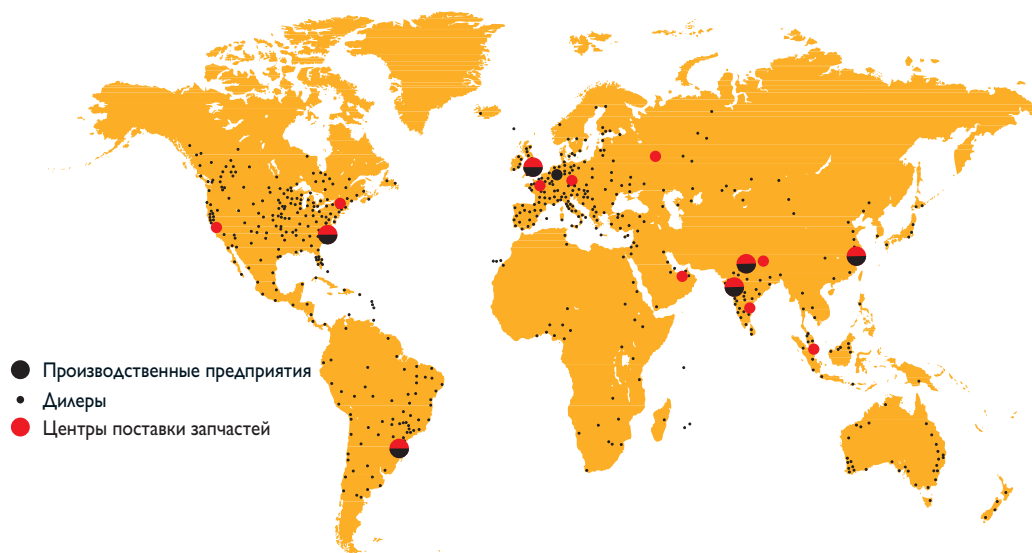 Производственные предприятия
Дилеры
Центры поставки запчастей